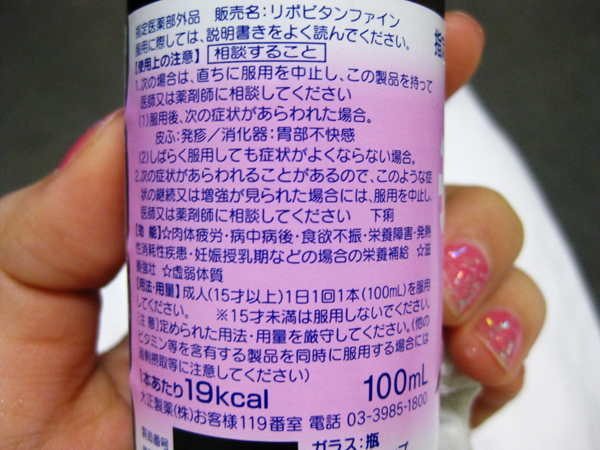 指定医薬部外品 販売名:リポビタンファイン
服用に際しては、説明書きをよく読んでください。
【使用上の注意】 相談すること
1.次の場合は、直ちに服用を中止し、この製品を持って
医師又は薬剤師に相談してください
(1)服用後、次の症状があらわれた場合。
皮ふ:発疹/消化器:胃部不快感
(2)しばらく服用しても症状がよくならない場合。
2.次の症状があらわれることがあるので、このような症
状の継続又は増強が見られた場合には、服用を中止し、
医師又は薬剤師に相談してください 下痢
【効 能】☆肉体疲労・病中病後・食欲不振・栄養障害・発熱
性消耗性疾患・妊娠授乳期などの場合の栄養補給 ☆滋
養強壮 ☆虚弱体質
【用法・用量】成人(15才以上)1日1回1本(100mL)を服用
してください。 ※15才未満は服用しないでください。
[注意]定められた用法・用量を厳守してください。(他の
ビタミン等を含有する製品を同時に服用する場合には
過剰摂取等に注意してください)
1本あたり19kcal 100mL
大正製薬(株)お客様119番室 電話 03-3985-1800
製造番号
ガラス:瓶
指定